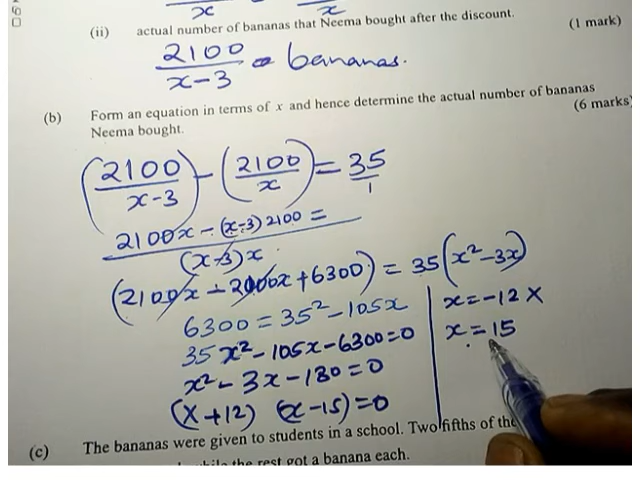 x x
(ii) actual number of bananas that Neema bought after the discount. (1 mark)
2100
x-3 bananas.
(b) Form an equation in terms of x and hence determine the actual number of bananas
Neema bought. (6 marks)
(2100/x-3) - (2100/x) = 35/1
2100x - (x-3)2100 =
(x-3)x
(2100x - 2100x + 6300) = 35(x² - 3x)
6300 = 35² - 105x
35x² - 105x - 6300 = 0
x² - 3x - 180 = 0
(x+12) (x-15) = 0
x = -12 X
x = 15
(c) The bananas were given to students in a school. Two fifths of the
while the rest got a banana each.